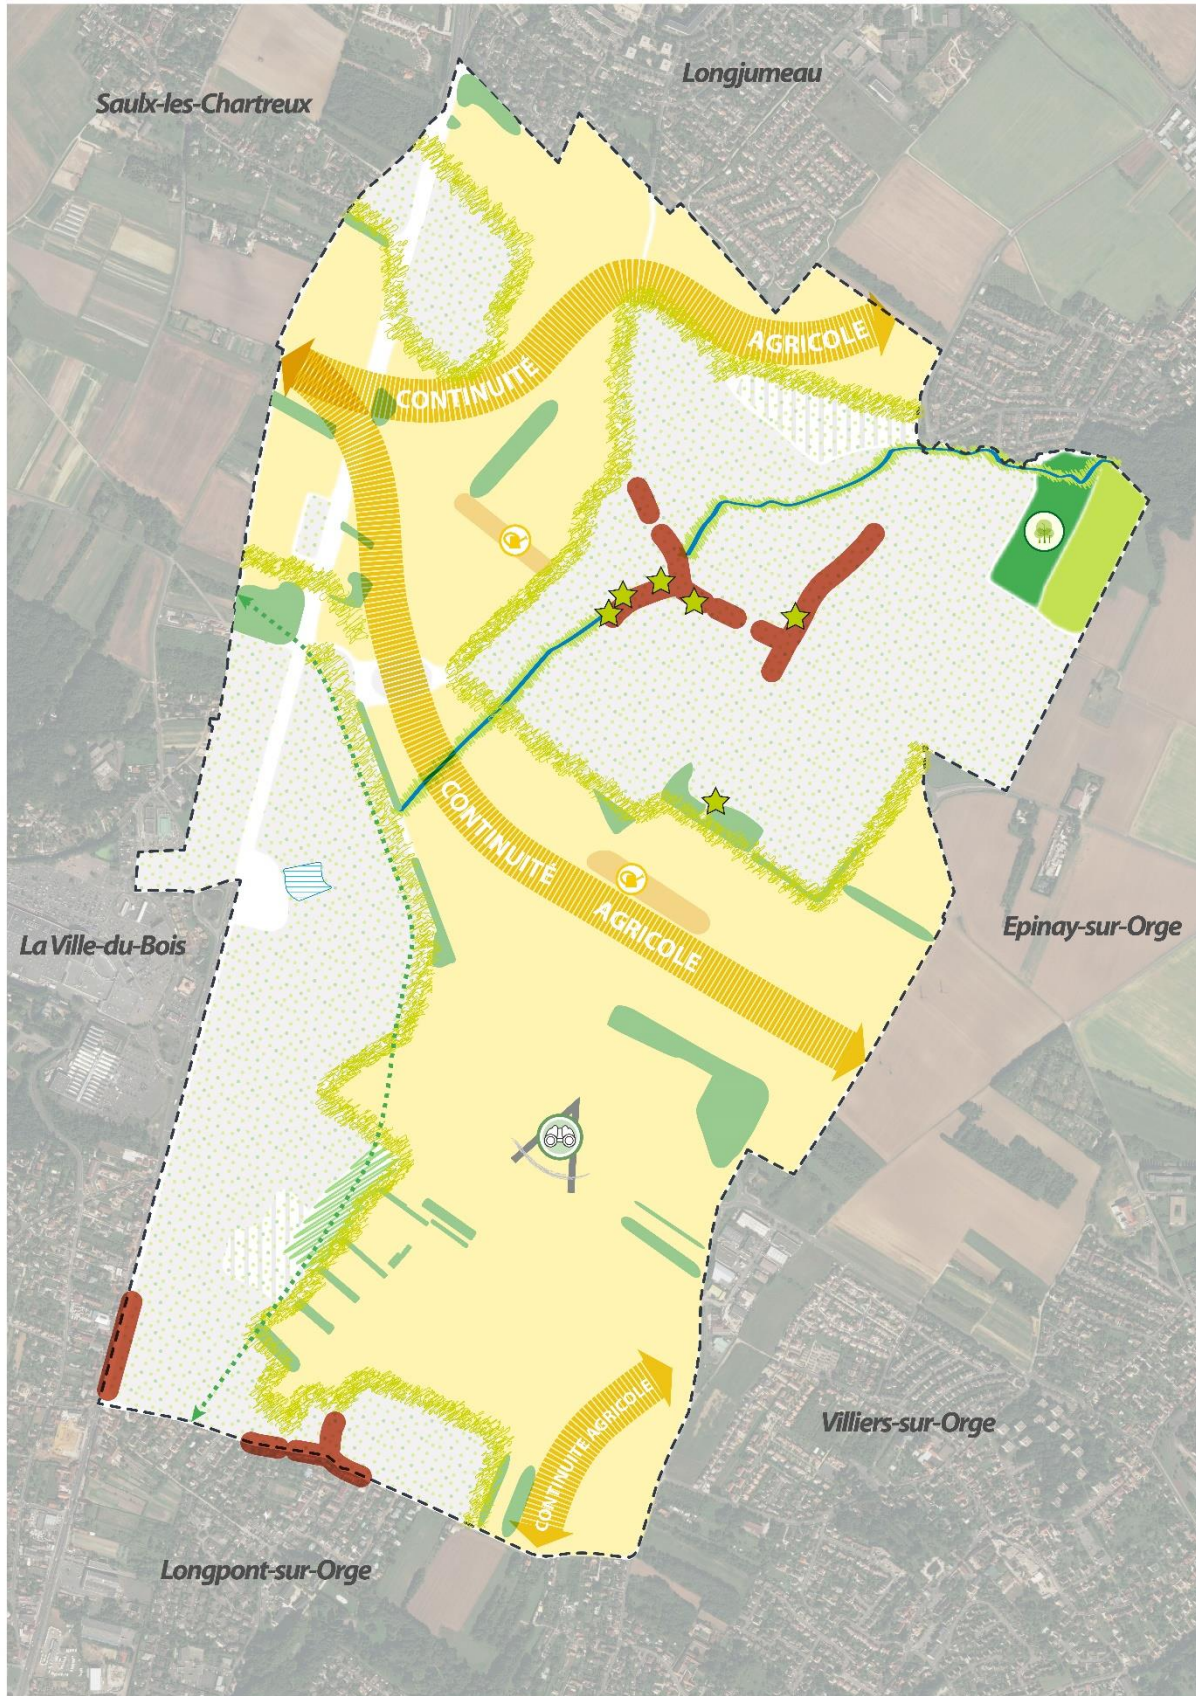 Longjumeau
Saulx-les-Chartreux
AGRICOLE
CONTINUITÉ
CONTINUITÉ
AGRICOLE
La Ville-du-Bois
Epinay-sur-Orge
CONTINUITE AGRICOLE
Villiers-sur-Orge
Longpont-sur-Orge